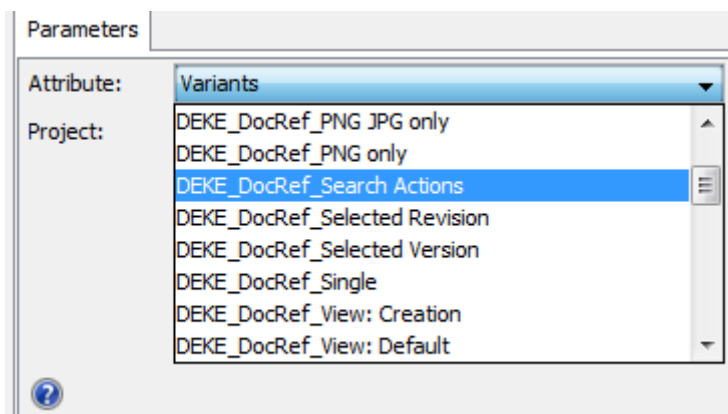 Parameters
Attribute: Variants
Project:
DEKE_DocRef_PNG JPG only
DEKE_DocRef_PNG only
DEKE_DocRef_Search Actions
DEKE_DocRef_Selected Revision
DEKE_DocRef_Selected Version
DEKE_DocRef_Single
DEKE_DocRef_View: Creation
DEKE_DocRef_View: Default
?